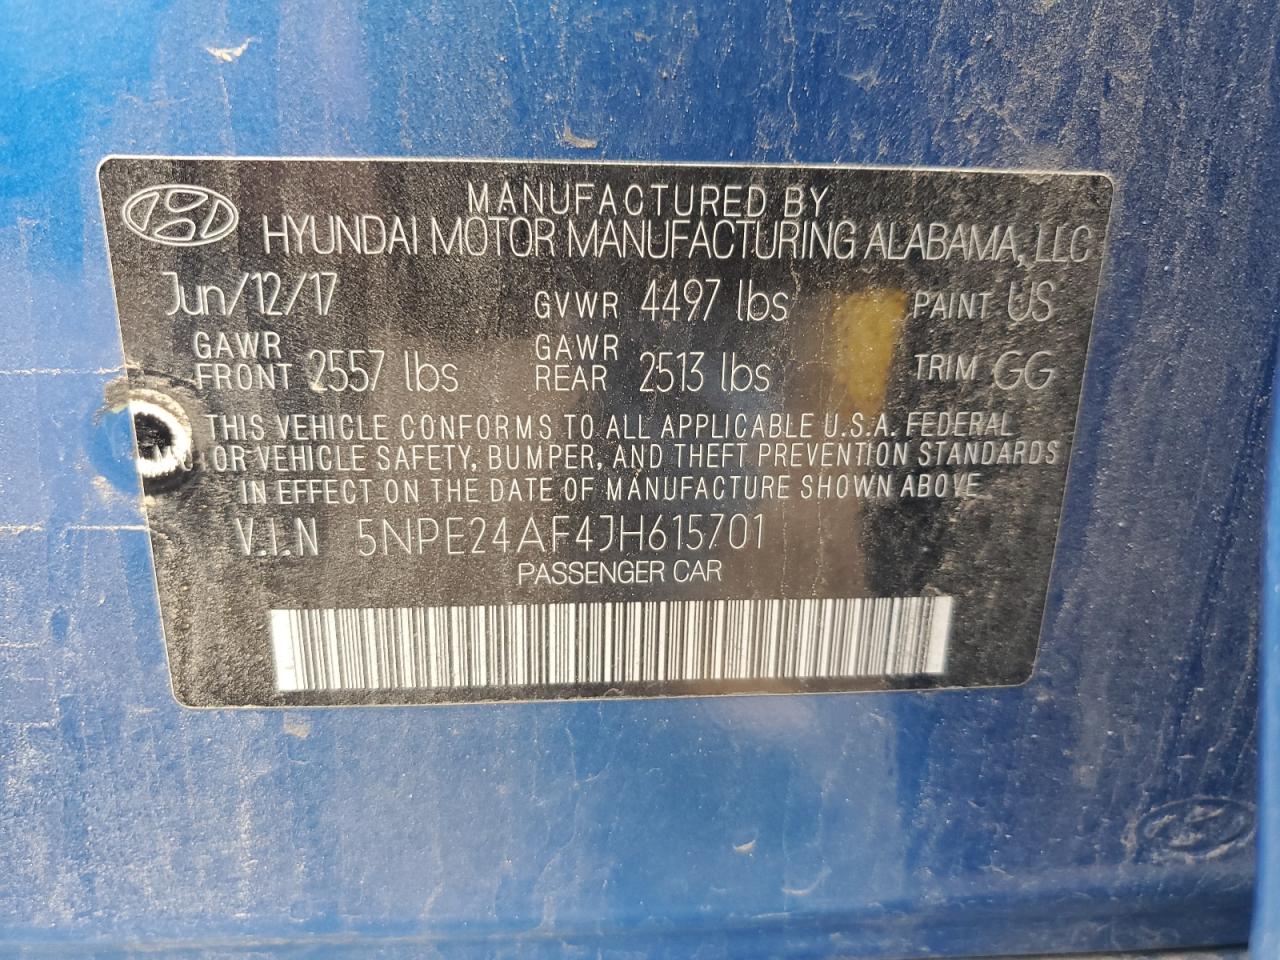 MANUFACTURED BY
HYUNDAI MOTOR MANUFACTURING ALABAMA, LLC
Jun/12/17 GVWR 4497 lbs PAINT US
GAWR FRONT 2557 lbs GAWR REAR 2513 lbs TRIM GG
THIS VEHICLE CONFORMS TO ALL APPLICABLE U.S.A. FEDERAL
MOTOR VEHICLE SAFETY, BUMPER, AND THEFT PREVENTION STANDARDS
IN EFFECT ON THE DATE OF MANUFACTURE SHOWN ABOVE
V.I.N 5NPE24AF4JH615701
PASSENGER CAR